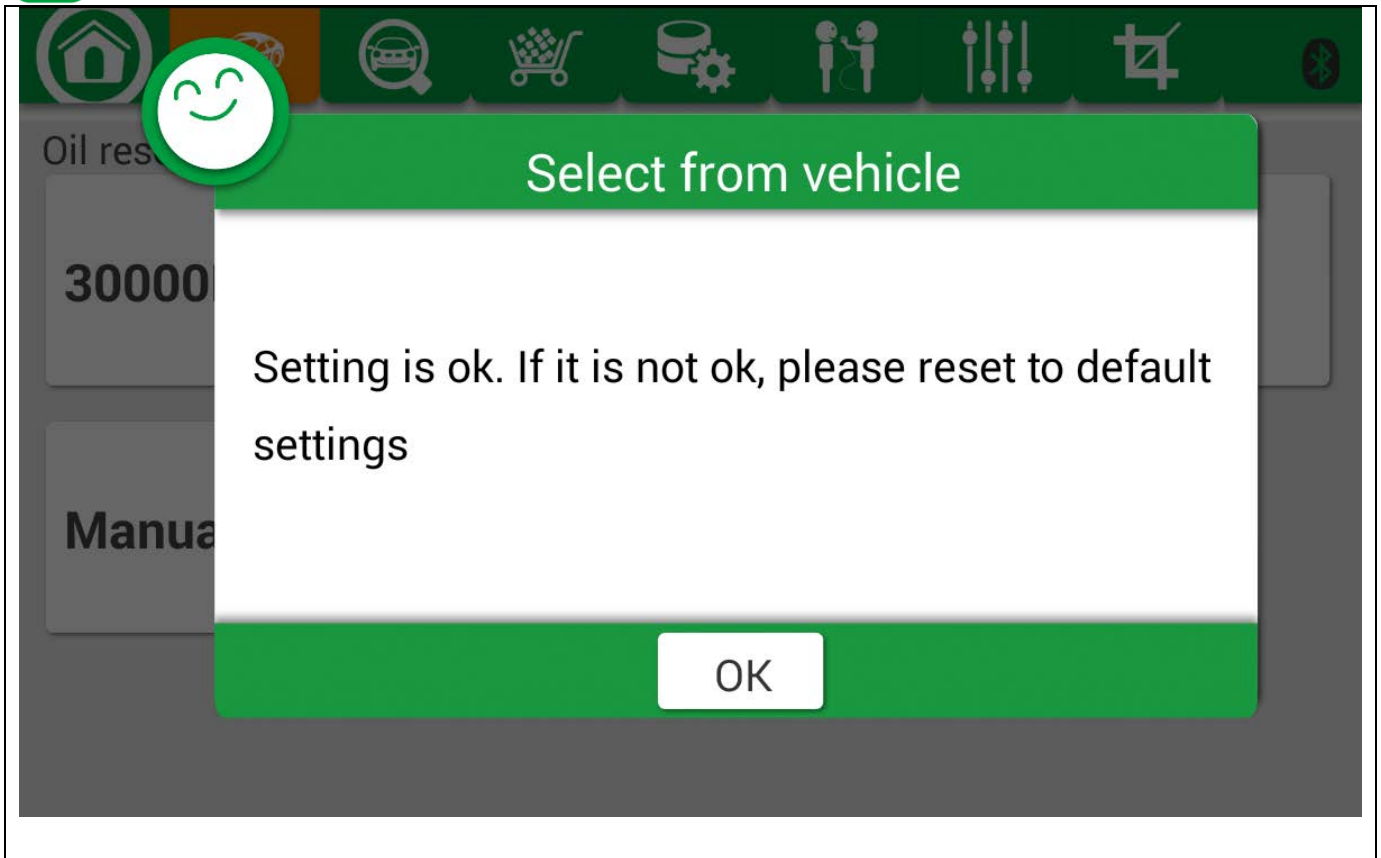 Oil res
Select from vehicle
30000
Setting is ok. If it is not ok, please reset to default
settings
Manua
OK